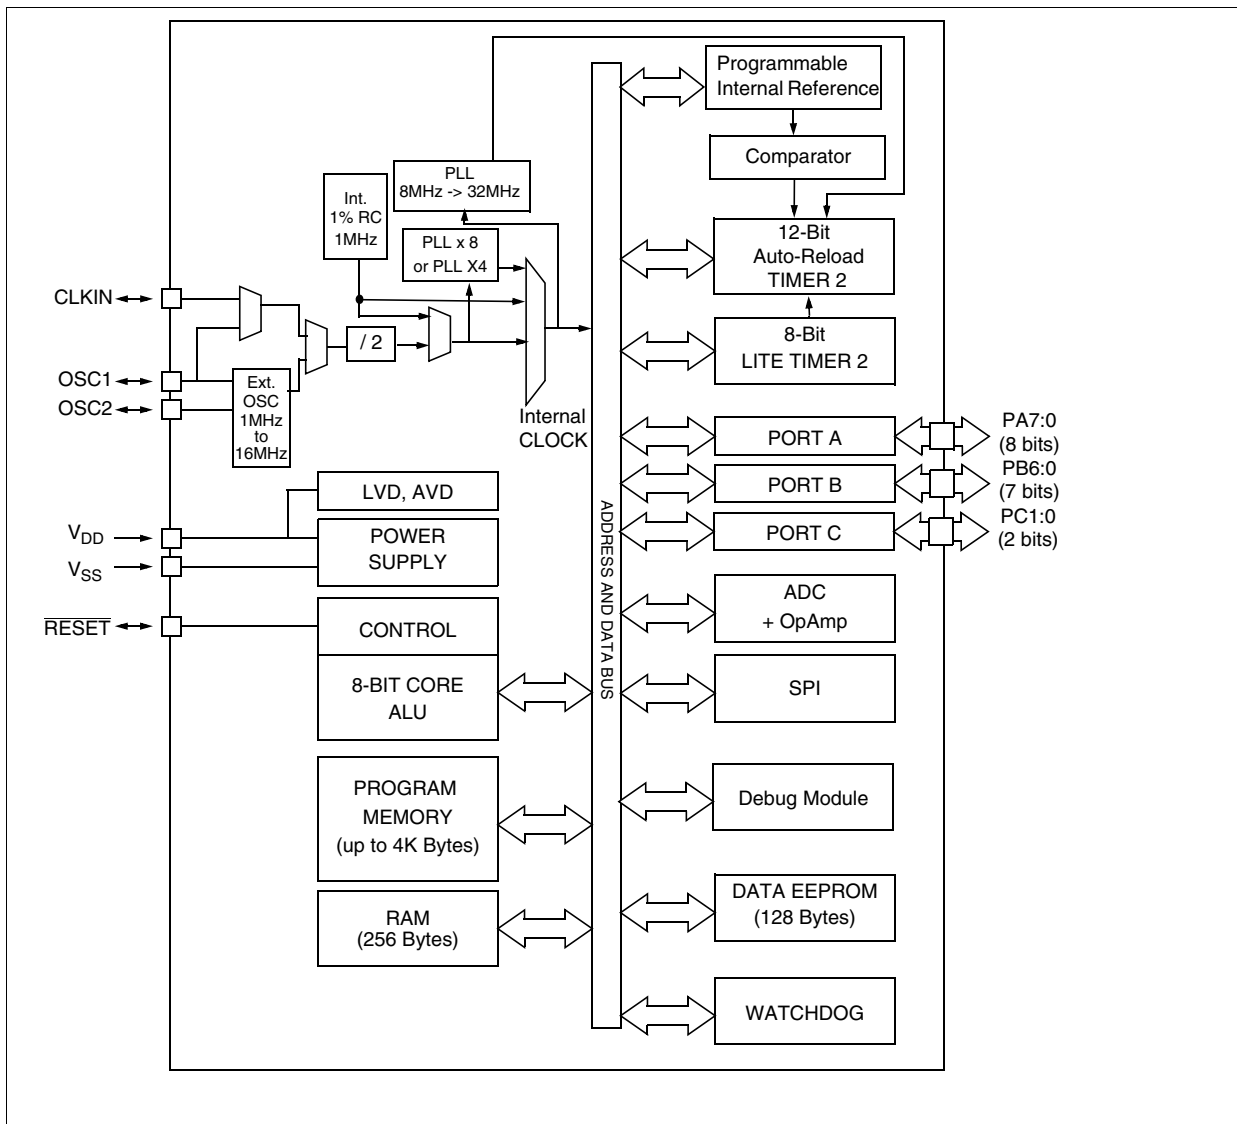 Programmable
Internal Reference
Comparator
PLL
8MHz -> 32MHz
Int.
1% RC
1MHz
PLL x 8
or PLL X4
12-Bit
Auto-Reload
TIMER 2
CLKIN
/ 2
8-Bit
LITE TIMER 2
OSC1
OSC2
Ext.
OSC
1MHz
to
16MHz
Internal
CLOCK
PORT A
PA7:0
(8 bits)
PORT B
PB6:0
(7 bits)
PORT C
PC1:0
(2 bits)
LVD, AVD
VDD
POWER
SUPPLY
VSS
ADDRESS AND DATA BUS
ADC
+ OpAmp
RESET
CONTROL
8-BIT CORE
ALU
SPI
PROGRAM
MEMORY
(up to 4K Bytes)
Debug Module
RAM
(256 Bytes)
DATA EEPROM
(128 Bytes)
WATCHDOG